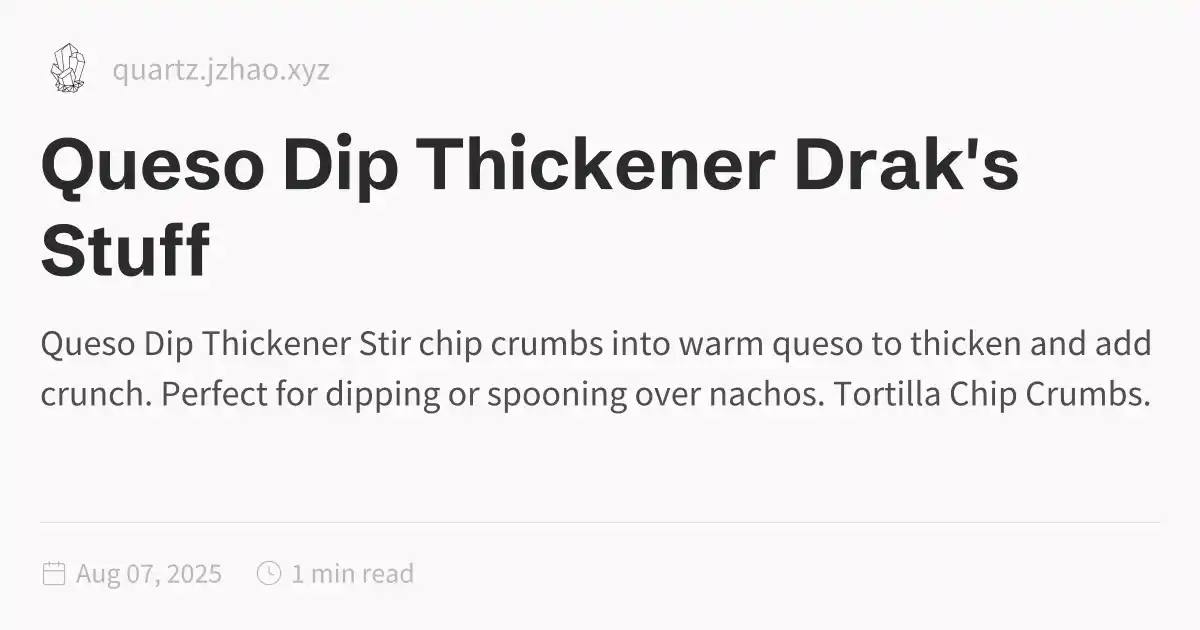 quartz.jzhao.xyz
Queso Dip Thickener Drak's
Stuff
Queso Dip Thickener Stir chip crumbs into warm queso to thicken and add
crunch. Perfect for dipping or spooning over nachos. Tortilla Chip Crumbs.
Aug 07, 2025 1 min read